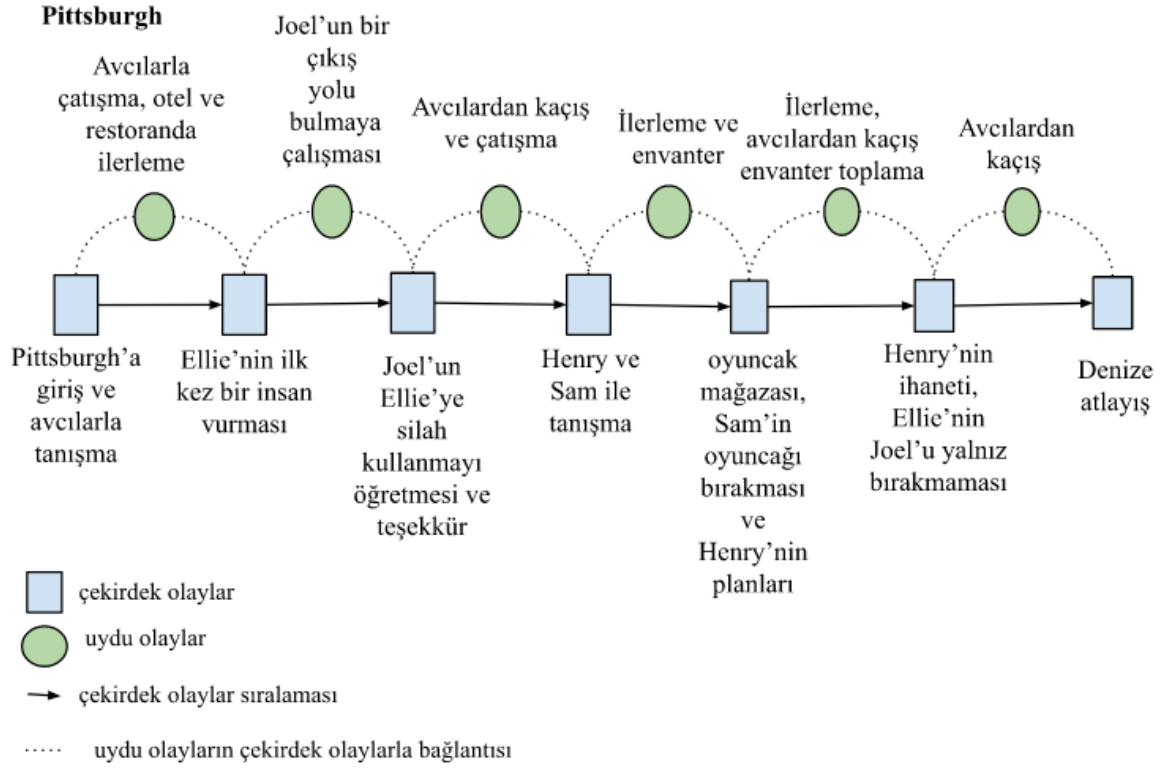 Pittsburgh
Avcılarla
çatışma, otel ve
restoranda
ilerleme
Joel'un bir
çıkış
yolu
bulmaya
çalışması
Avcılardan kaçış
ve çatışma
İlerleme ve
envanter
İlerleme,
avcılardan kaçış
envanter toplama
Avcılardan
kaçış
Pittsburgh'a
giriş ve
avcılarla
tanışma
Ellie'nin ilk
kez bir insan
vurması
Joel'un
Ellie'ye
silah
kullanmayı
öğretmesi ve
teşekkür
Henry ve
Sam ile
tanışma
oyuncak
mağazası,
Sam'in
oyuncağı
bırakması
ve
Henry'nin
planları
Henry'nin
ihaneti,
Ellie'nin
Joel'u yalnız
bırakmaması
Denize
atlayış
çekirdek olaylar
uydu olaylar
çekirdek olaylar sıralaması
uydu olayların çekirdek olaylarla bağlantısı